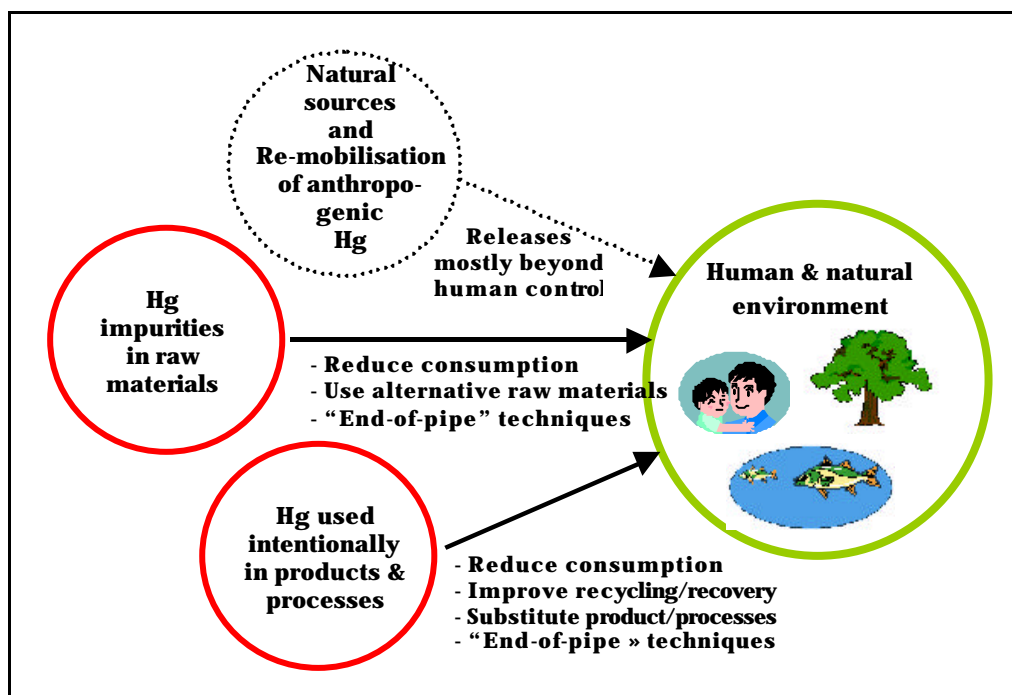 Natural
sources
and
Re-mobilisation
of anthropo-
genic
Hg
Releases
mostly beyond
human control
Human & natural
environment
Hg
impurities
in raw
materials
- Reduce consumption
- Use alternative raw materials
- “End-of-pipe” techniques
Hg used
intentionally
in products &
processes
- Reduce consumption
- Improve recycling/recovery
- Substitute product/processes
- “End-of-pipe » techniques